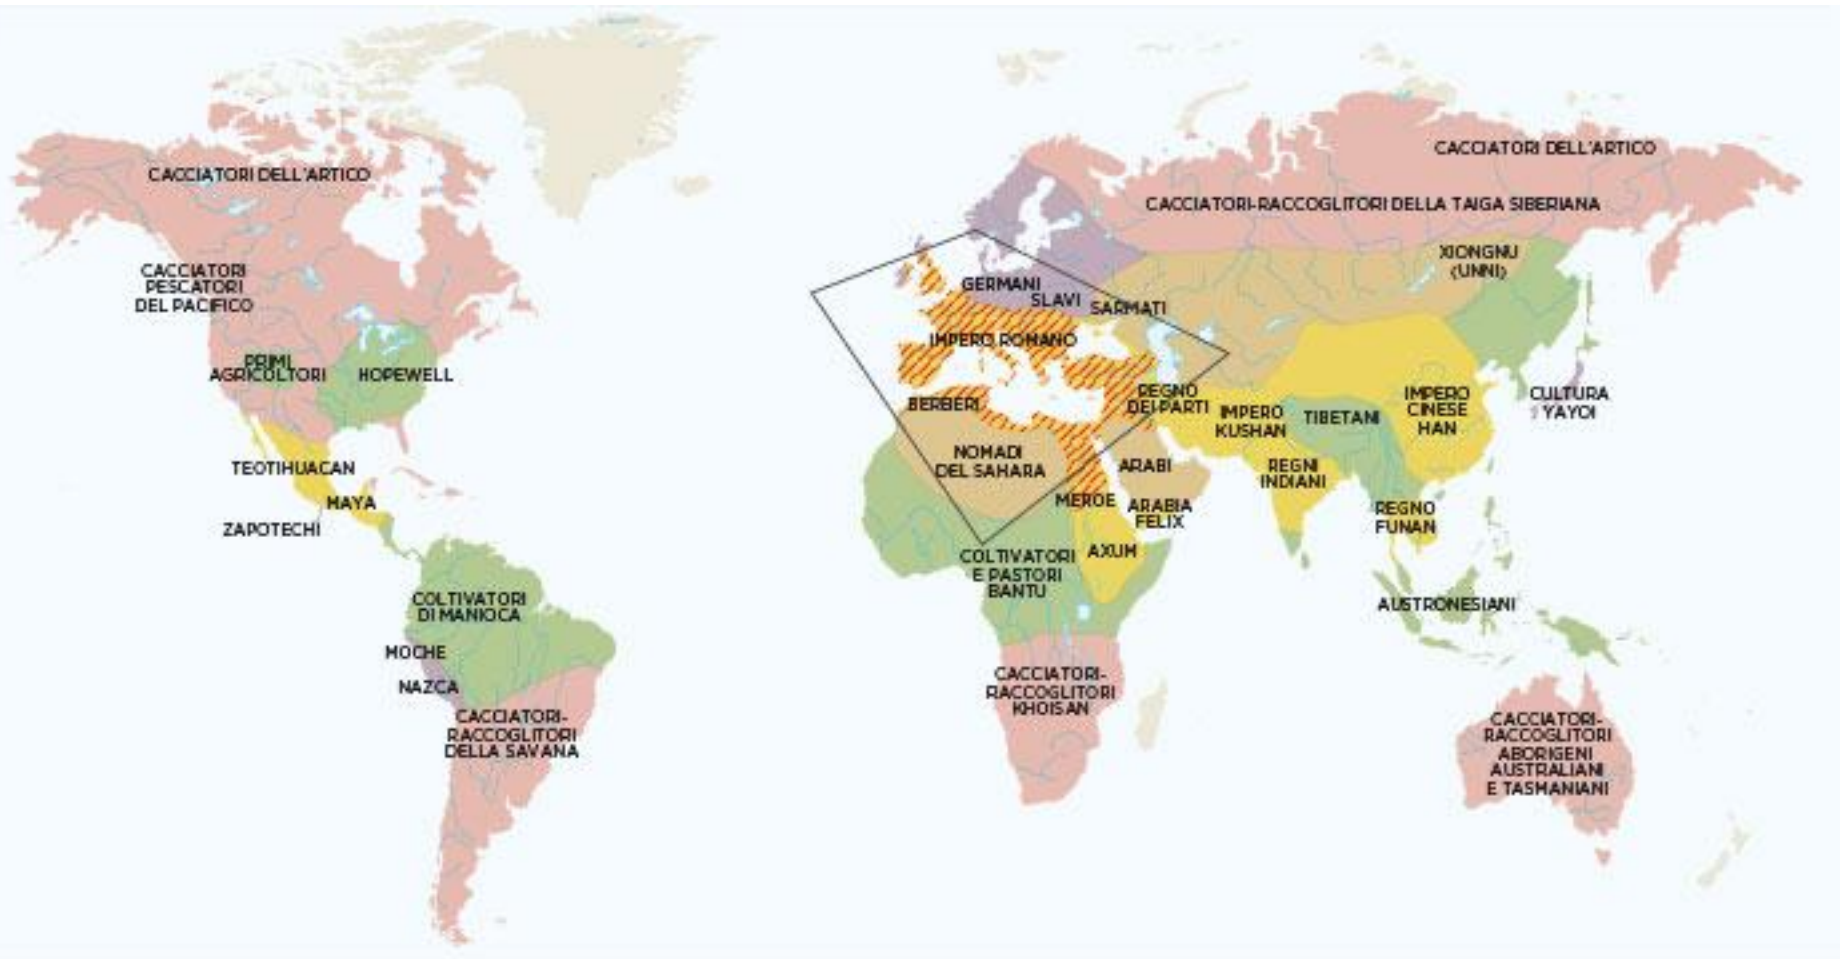 CACCIATORI DELL'ARTICO
CACCIATORI
PESCATORI
DEL PACIFICO
PRIMI
AGRICOLTORI
HOPEWELL
TEOTIHUACAN
MAYA
ZAPOTECHI
COLTIVATORI
DI MANIOCA
MOCHE
NAZCA
CACCIATORI-
RACCOGLITORI
DELLA SAVANA
CACCIATORI DELL'ARTICO
CACCIATORI-RACCOGLITORI DELLA TAIGA SIBERIANA
XIONGNU
(UNNI)
GERMANI
SLAVI
SARMATI
IMPERO ROMANO
BERBERI
REGNO
DEI PARTI
IMPERO
KUSHAN
TIBETANI
IMPERO
CINESE
HAN
CULTURA
YAYOI
NOMADI
DEL SAHARA
ARABI
REGNI
INDIANI
MEROE
ARABIA
FELIX
REGNO
FUNAN
AXUM
COLTIVATORI
E PASTORI
BANTU
AUSTRONESIANI
CACCIATORI-
RACCOGLITORI
KHOISAN
CACCIATORI-
RACCOGLITORI
ABORIGENI
AUSTRALIANI
E TASMANIANI